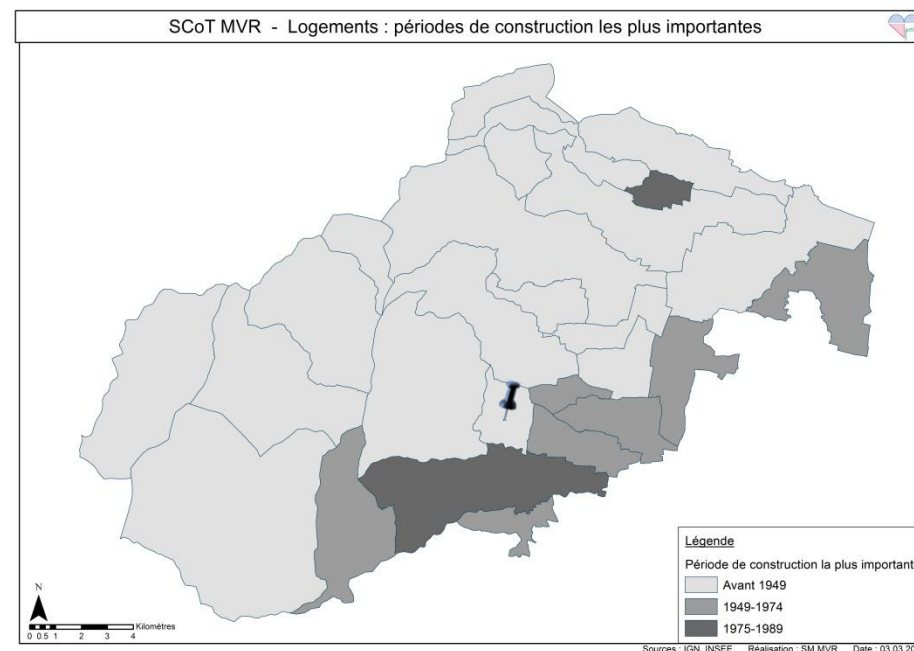 SCoT MVR - Logements : périodes de construction les plus importantes
Légende
Période de construction la plus important
Avant 1949
1949-1974
1975-1989
N
0 0.5 1 2 3 4 Kilomètres
Sources : IGN, INSEE Réalisation : SM MVR Date : 03.03.20